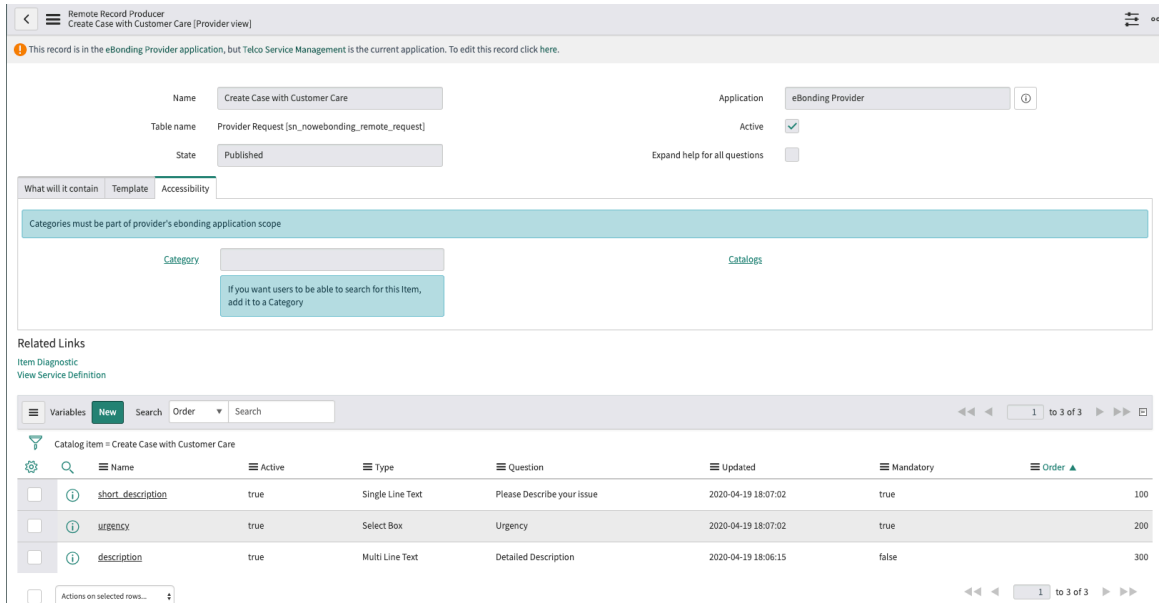 Remote Record Producer
Create Case with Customer Care [Provider view]
This record is in the eBonding Provider application, but Telco Service Management is the current application. To edit this record click here.
Name Create Case with Customer Care Application eBonding Provider
Table name Provider Request [sn_nowebonding_remote_request] Active
State Published Expand help for all questions
What will it contain Template Accessibility
Categories must be part of provider's ebonding application scope
Category Catalogs
If you want users to be able to search for this Item,
add it to a Category
Related Links
Item Diagnostic
View Service Definition
Variables New Search Order Search 1 to 3 of 3
Catalog item = Create Case with Customer Care
Name Active Type Question Updated Mandatory Order
short_description true Single Line Text Please Describe your issue 2020-04-19 18:07:02 true 100
urgency true Select Box Urgency 2020-04-19 18:07:02 true 200
description true Multi Line Text Detailed Description 2020-04-19 18:06:15 false 300
Actions on selected rows... 1 to 3 of 3